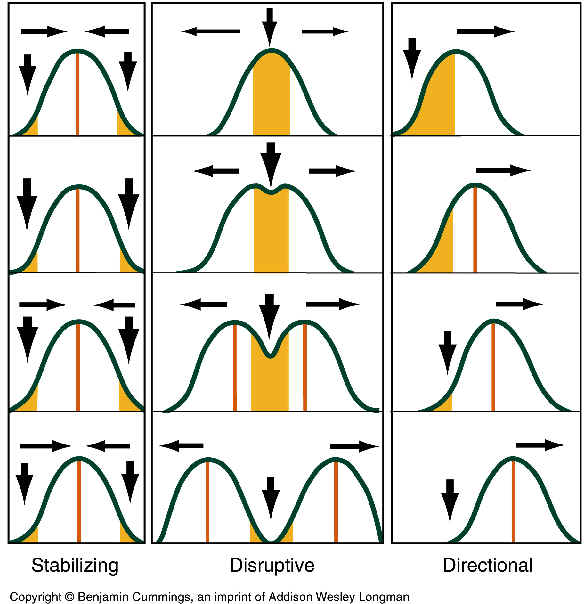 Stabilizing
Disruptive
Directional
Copyright © Benjamin Cummings, an imprint of Addison Wesley Longman